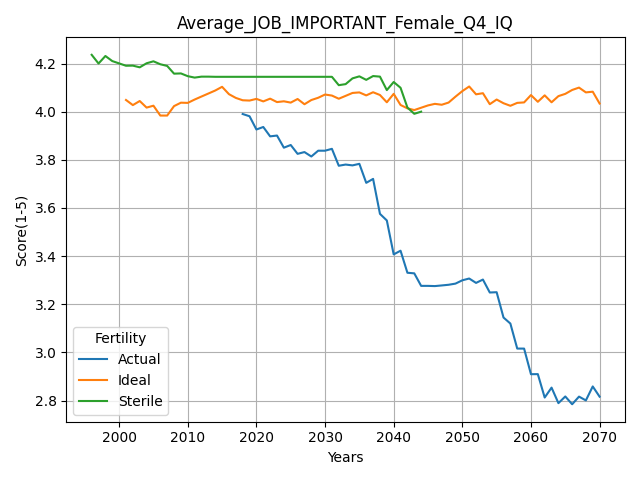 Average_JOB_IMPORTANT_Female_Q4_IQ
Score(1-5)
4.2
4.0
3.8
3.6
3.4
3.2
3.0
2.8
Fertility
Actual
Ideal
Sterile
2000 2010 2020 2030 2040 2050 2060 2070
Years